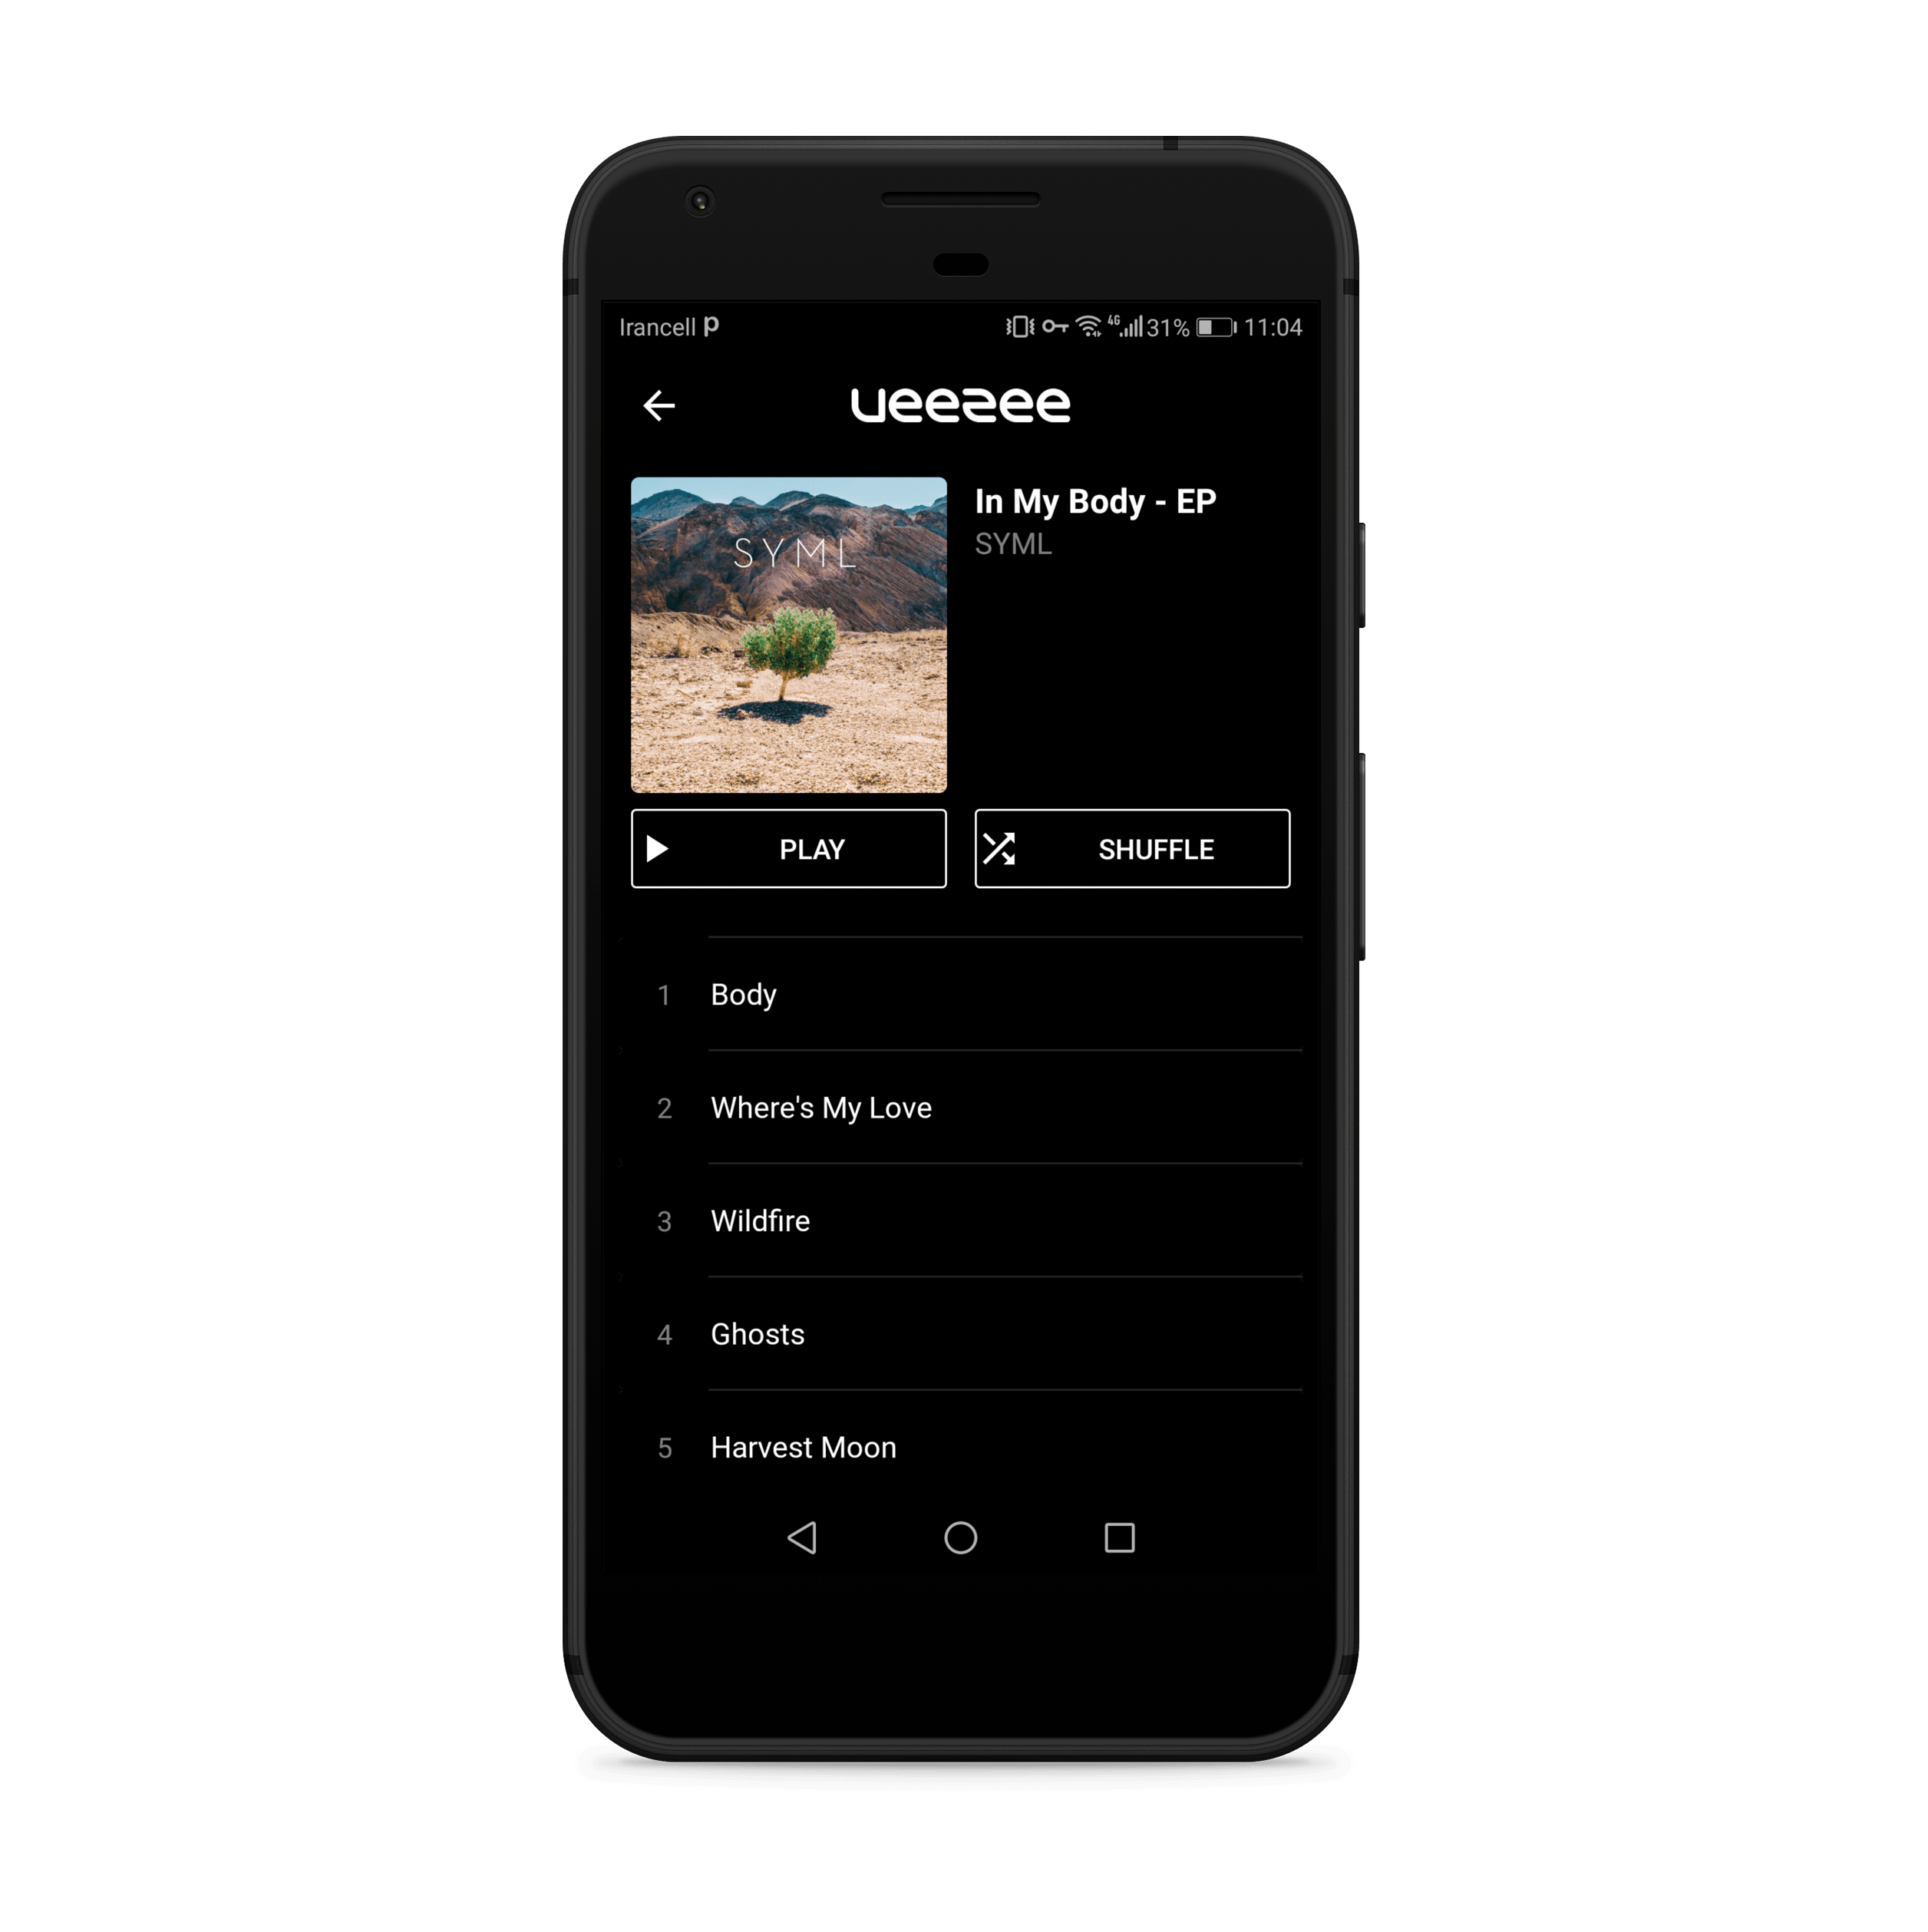 Irancell
4G 31% 11:04
ueezee
SYML
In My Body - EP
SYML
PLAY
SHUFFLE
1 Body
2 Where's My Love
3 Wildfire
4 Ghosts
5 Harvest Moon